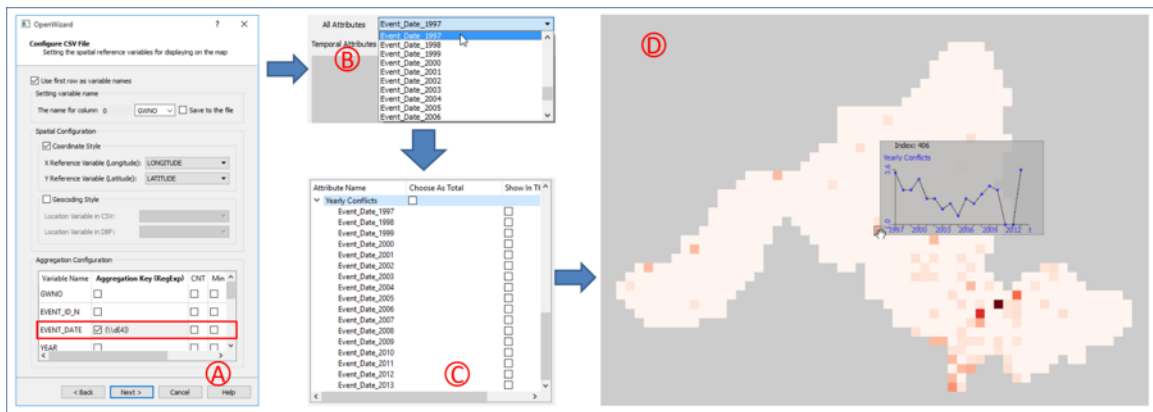 OpenWizard ? ×
Configure CSV File
Setting the spatial reference variables for displaying on the map
Use first row as variable names
Setting variable name
The name for column 0 GWNO Save to the file
Spatial Configuration
Coordinate Style
X Reference Variable (Longitude): LONGITUDE
Y Reference Variable (Latitude): LATITUDE
Geocoding Style
Location Variable in CSV:
Location Variable in DBF:
Aggregation Configuration
Variable Name Aggregation Key (RegExp) CNT Min
GWNO
EVENT_ID_N
EVENT_DATE (\\d{4})
YEAR
A
< Back Next > Cancel Help
All Attributes Event_Date_1997
Temporal Attributes
B
Event_Date_1997
Event_Date_1998
Event_Date_1999
Event_Date_2000
Event_Date_2001
Event_Date_2002
Event_Date_2003
Event_Date_2004
Event_Date_2005
Event_Date_2006
Attribute Name Choose As Total Show In T
Yearly Conflicts
Event_Date_1997
Event_Date_1998
Event_Date_1999
Event_Date_2000
Event_Date_2001
Event_Date_2002
Event_Date_2003
Event_Date_2004
Event_Date_2005
Event_Date_2006
Event_Date_2007
Event_Date_2008
Event_Date_2009
Event_Date_2010
Event_Date_2011
Event_Date_2012
Event_Date_2013
C
D
Index: 406
Yearly Conflicts
1997 2000 2003 2006 2009 2012 t